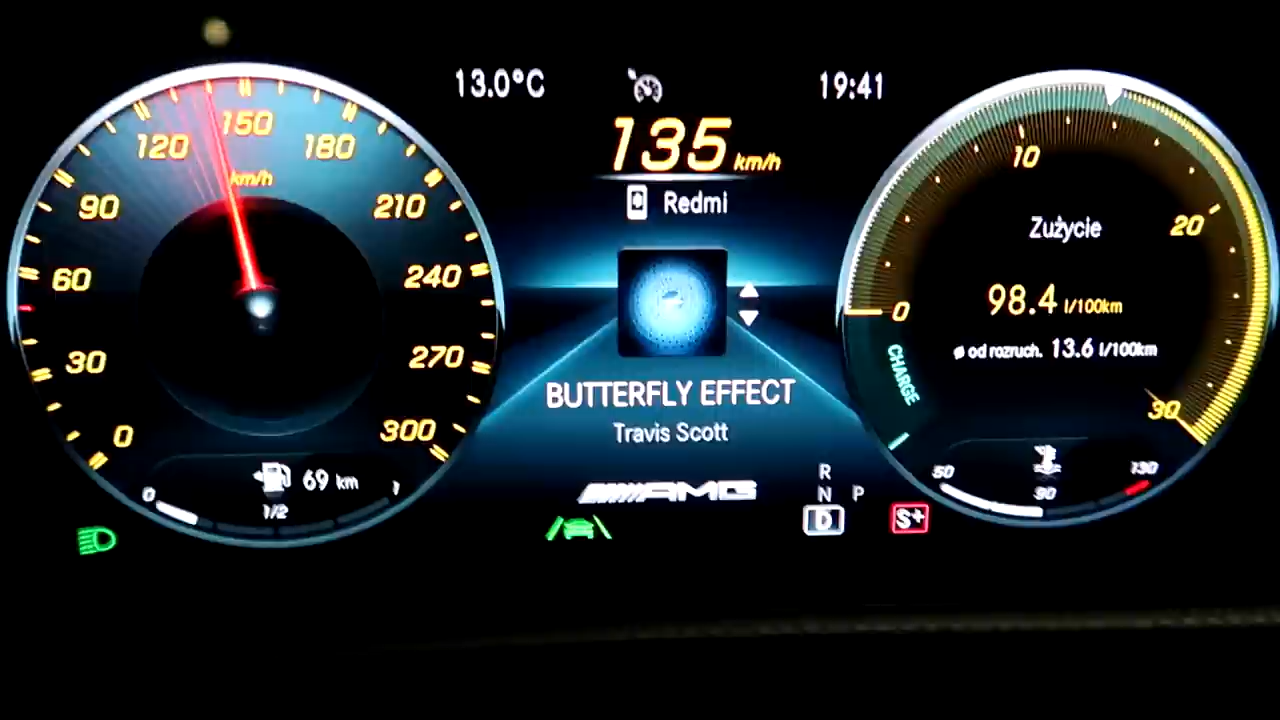 13.0°C
19:41
135 km/h
Redmi
BUTTERFLY EFFECT
Travis Scott
AMG
R
N P
D
S+
0
30
60
90
120
150
180
210
240
270
300
km/h
69 km
0
1/2
1
CHARGE
0
10
20
30
Zużycie
98.4 l/100km
ø od rozruch. 13.6 l/100km
50
90
130